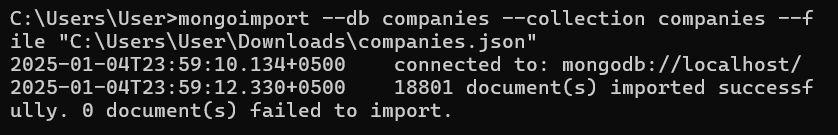 C:\Users\User>mongoimport --db companies --collection companies --f
ile "C:\Users\User\Downloads\companies.json"
2025-01-04T23:59:10.134+0500    connected to: mongodb://localhost/
2025-01-04T23:59:12.330+0500    18801 document(s) imported successf
ully. 0 document(s) failed to import.